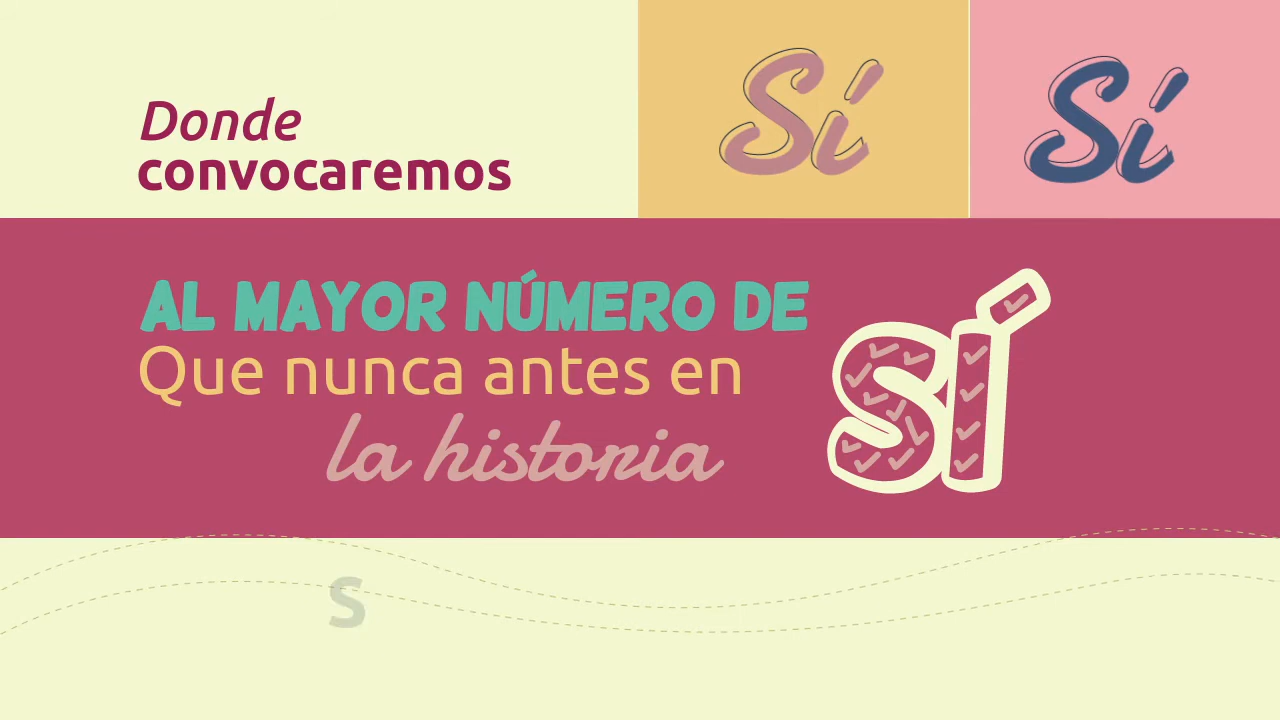 Donde
convocaremos
Sí
Sí
AL MAYOR NÚMERO DE
SÍ
Que nunca antes en
la historia
S